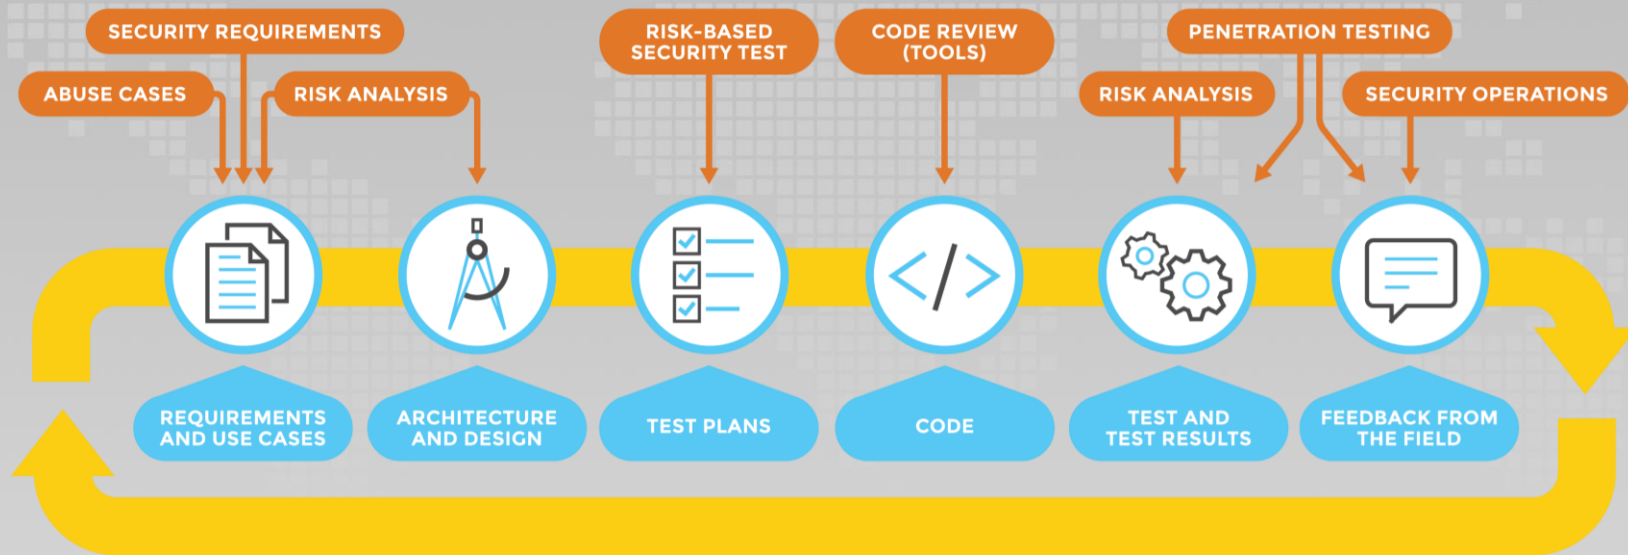 SECURITY REQUIREMENTS
RISK-BASED
SECURITY TEST
CODE REVIEW
(TOOLS)
PENETRATION TESTING
ABUSE CASES
RISK ANALYSIS
RISK ANALYSIS
SECURITY OPERATIONS
</>
REQUIREMENTS
AND USE CASES
ARCHITECTURE
AND DESIGN
TEST PLANS
CODE
TEST AND
TEST RESULTS
FEEDBACK FROM
THE FIELD